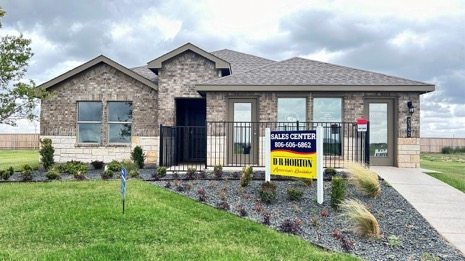 SALES CENTER
806-606-6862
D·R·HORTON
America's Builder